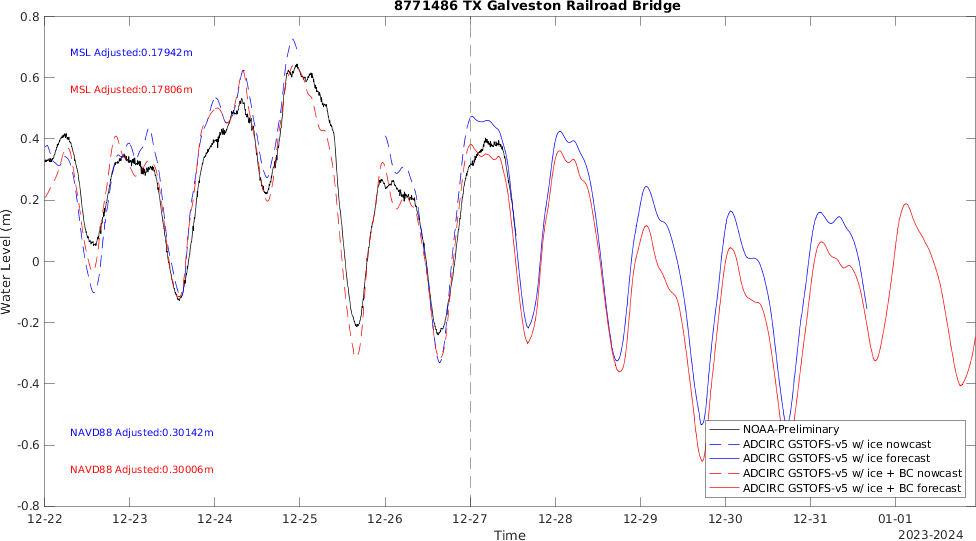 8771486 TX Galveston Railroad Bridge
0.8
0.6
0.4
0.2
0
-0.2
-0.4
-0.6
-0.8
Water Level (m)
MSL Adjusted:0.17942m
MSL Adjusted:0.17806m
NAVD88 Adjusted:0.30142m
NAVD88 Adjusted:0.30006m
NOAA-Preliminary
ADCIRC GSTOFS-v5 w/ ice nowcast
ADCIRC GSTOFS-v5 w/ ice forecast
ADCIRC GSTOFS-v5 w/ ice + BC nowcast
ADCIRC GSTOFS-v5 w/ ice + BC forecast
12-22 12-23 12-24 12-25 12-26 12-27 12-28 12-29 12-30 12-31 01-01
Time
2023-2024